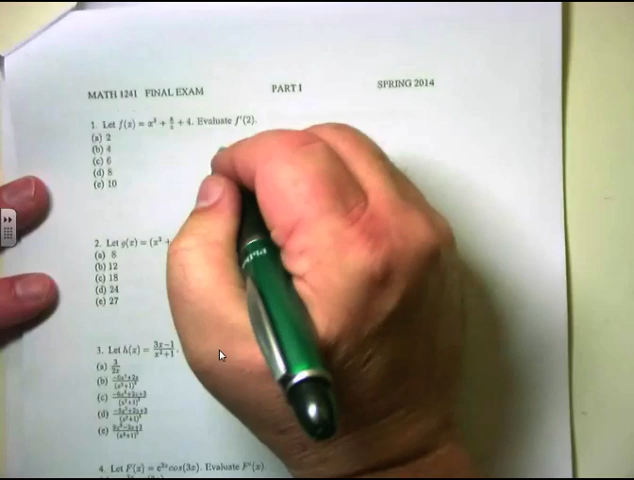 MATH 1241 FINAL EXAM PART I SPRING 2014
1. Let f(x) = x³ + 8/x + 4. Evaluate f'(2).
(a) 2
(b) 4
(c) 6
(d) 8
(e) 10
2. Let g(x) = (x³ +
(a) 8
(b) 12
(c) 18
(d) 24
(e) 27
3. Let h(x) = 3x−1/x²+1.
(a) 3/2x
(b)
(c)
(d)
(e)
4. Let F(x) = e³ˣcos(3x). Evaluate F'(x).